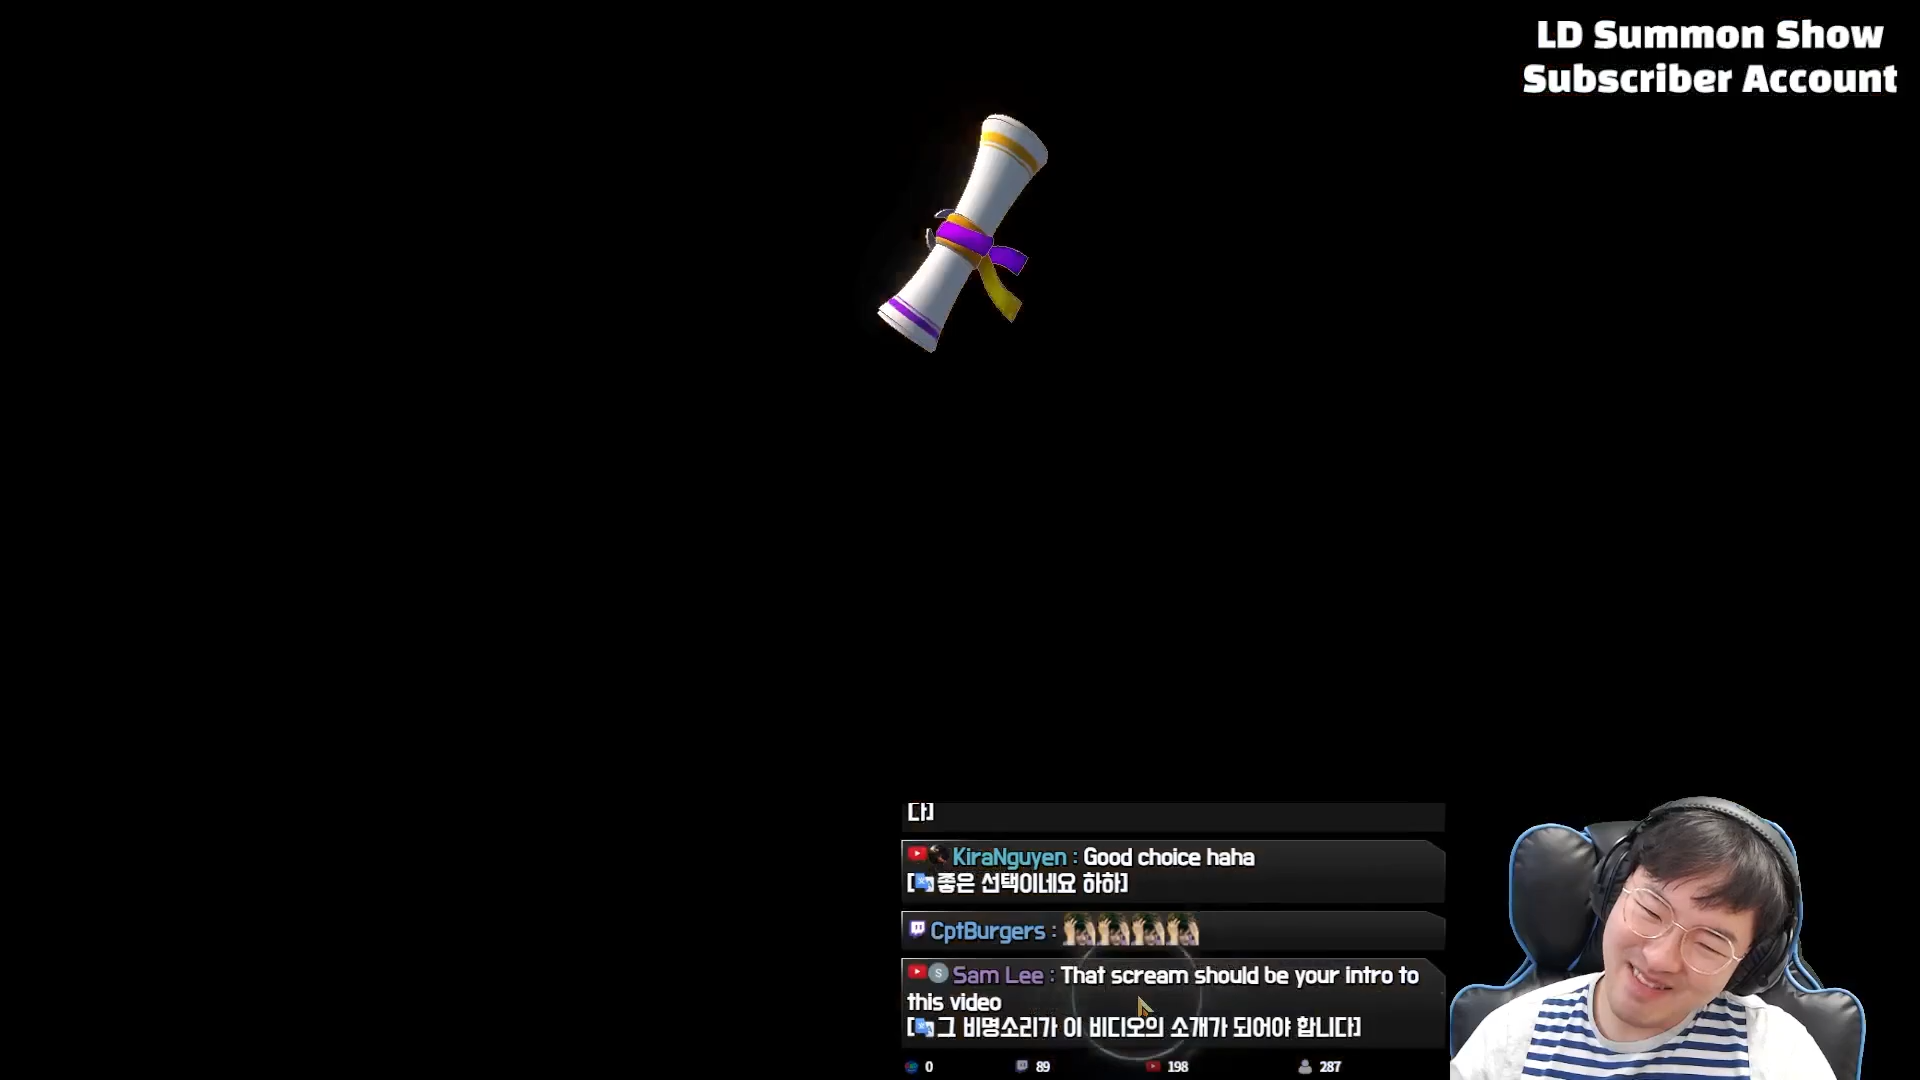 LD Summon Show
Subscriber Account
다]
KiraNguyen : Good choice haha
[좋은 선택이네요 하하]
CptBurgers :
S Sam Lee : That scream should be your intro to
this video
[그 비명소리가 이 비디오의 소개가 되어야 합니다]
0 89 198 287